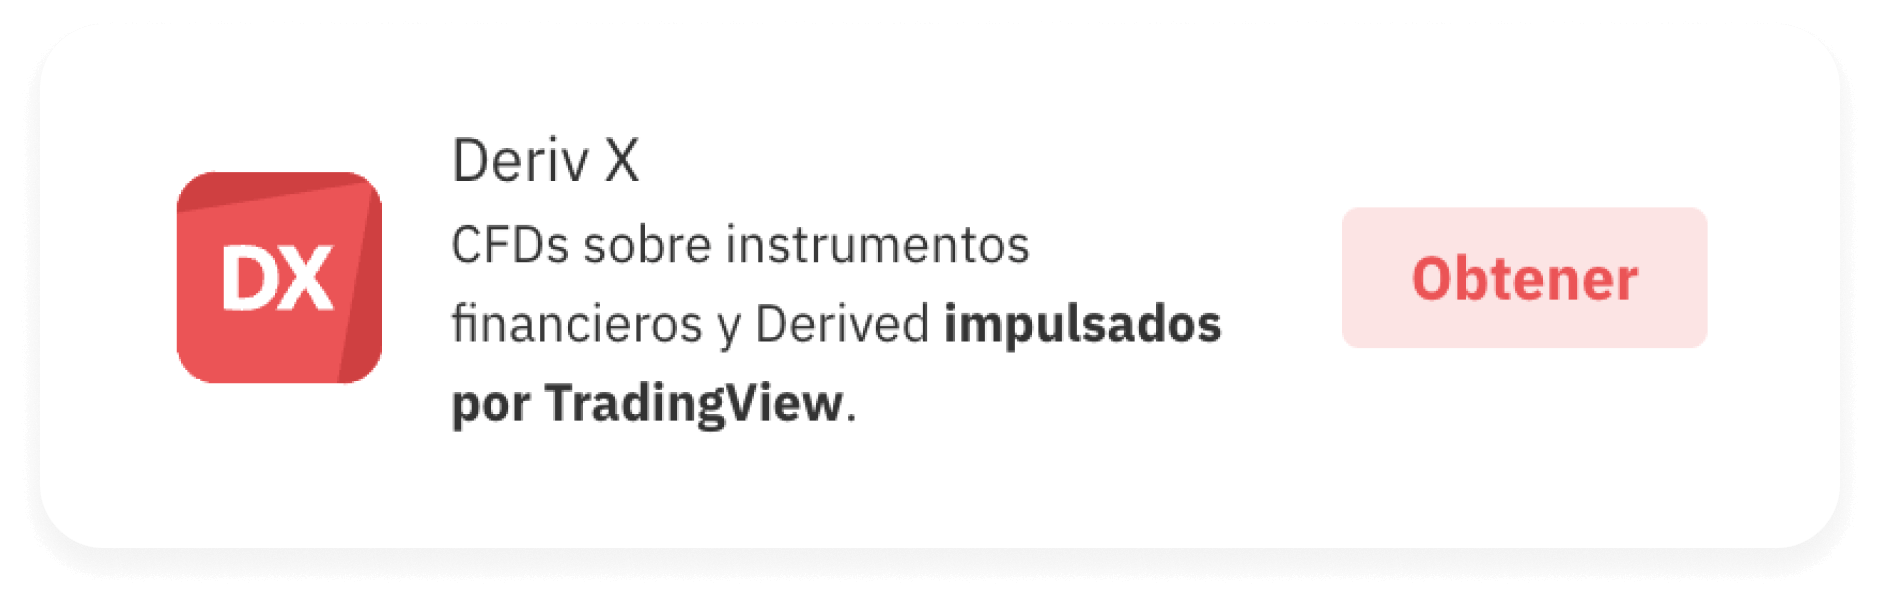 DX
Deriv X
CFDs sobre instrumentos
financieros y Derived impulsados
por TradingView.
Obtener